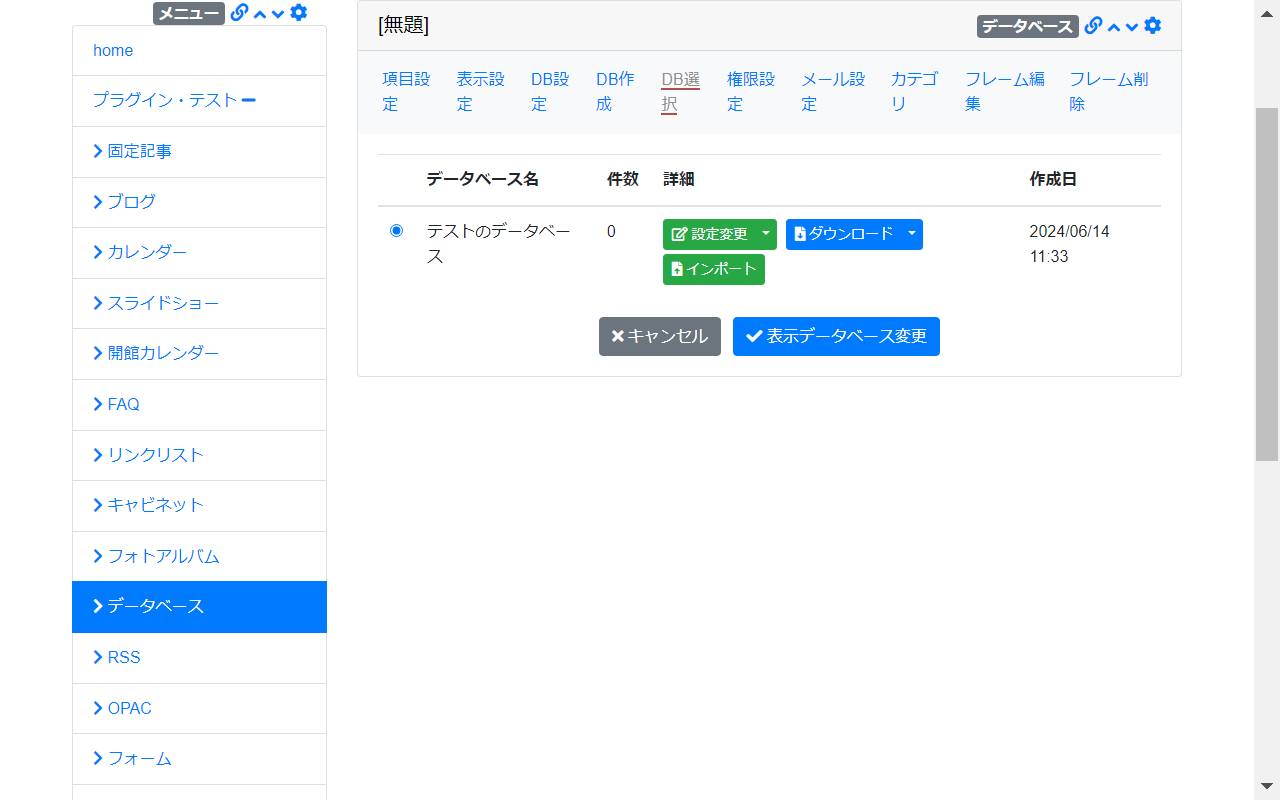 メニュー
home
プラグイン・テスト
固定記事
ブログ
カレンダー
スライドショー
開館カレンダー
FAQ
リンクリスト
キャビネット
フォトアルバム
データベース
RSS
OPAC
フォーム
[無題]
データベース
項目設定
表示設定
DB設定
DB作成
DB選択
権限設定
メール設定
カテゴリ
フレーム編集
フレーム削除
データベース名 件数 詳細 作成日
テストのデータベース
0
設定変更
ダウンロード
インポート
2024/06/14
11:33
キャンセル
表示データベース変更